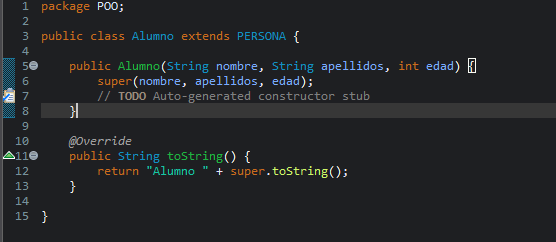 1 package POO;
2
3 public class Alumno extends PERSONA {
4
5 public Alumno(String nombre, String apellidos, int edad) {
6 super(nombre, apellidos, edad);
7 // TODO Auto-generated constructor stub
8 }
9
10 @Override
11 public String toString() {
12 return "Alumno " + super.toString();
13 }
14
15 }